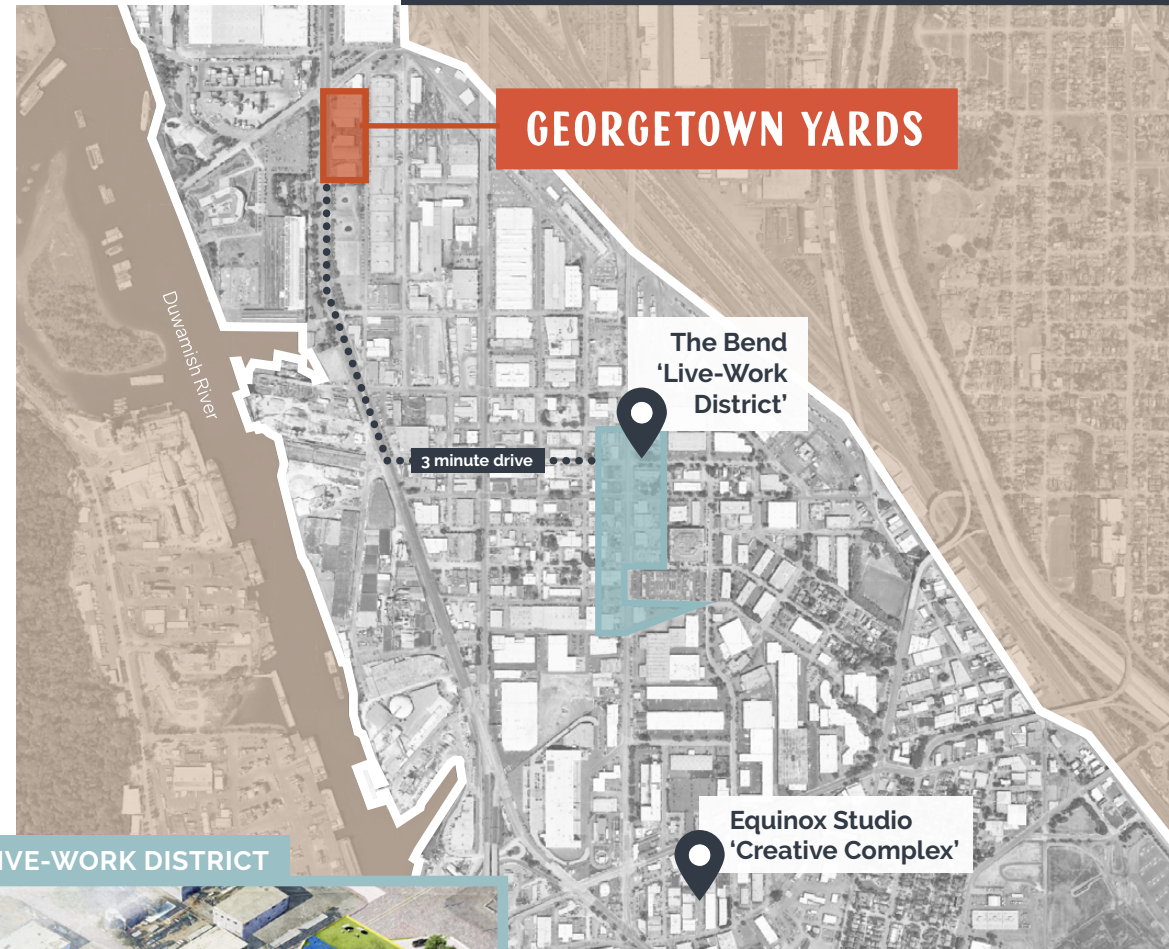 GEORGETOWN YARDS
Duwamish River
The Bend
‘Live-Work
District’
3 minute drive
Equinox Studio
‘Creative Complex’
IVE-WORK DISTRICT